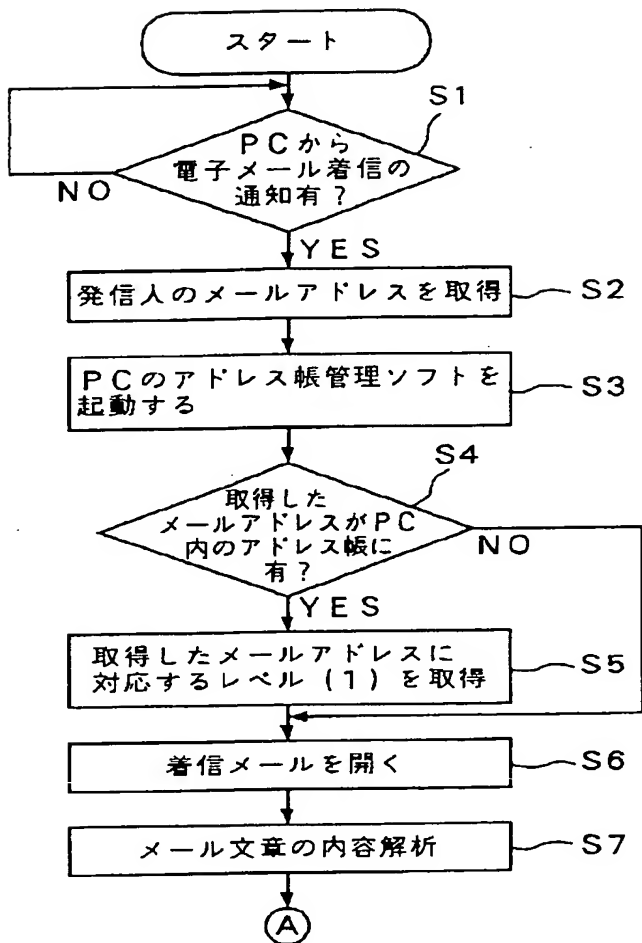 スタート
S1
PCから
電子メール着信の
通知有?
NO
YES
発信人のメールアドレスを取得
S2
PCのアドレス帳管理ソフトを
起動する
S3
S4
取得した
メールアドレスがPC
内のアドレス帳に
有?
NO
YES
取得したメールアドレスに
対応するレベル(1)を取得
S5
着信メールを開く
S6
メール文章の内容解析
S7
A